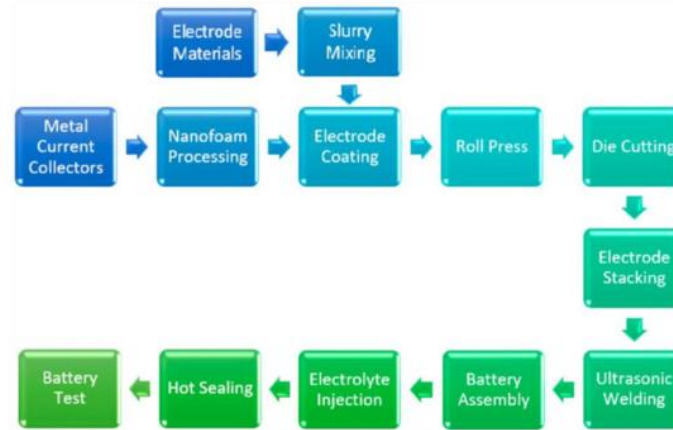 Electrode
Materials
Slurry
Mixing
Metal
Current
Collectors
Nanofoam
Processing
Electrode
Coating
Roll Press
Die Cutting
Electrode
Stacking
Ultrasonic
Welding
Battery
Assembly
Electrolyte
Injection
Hot Sealing
Battery
Test